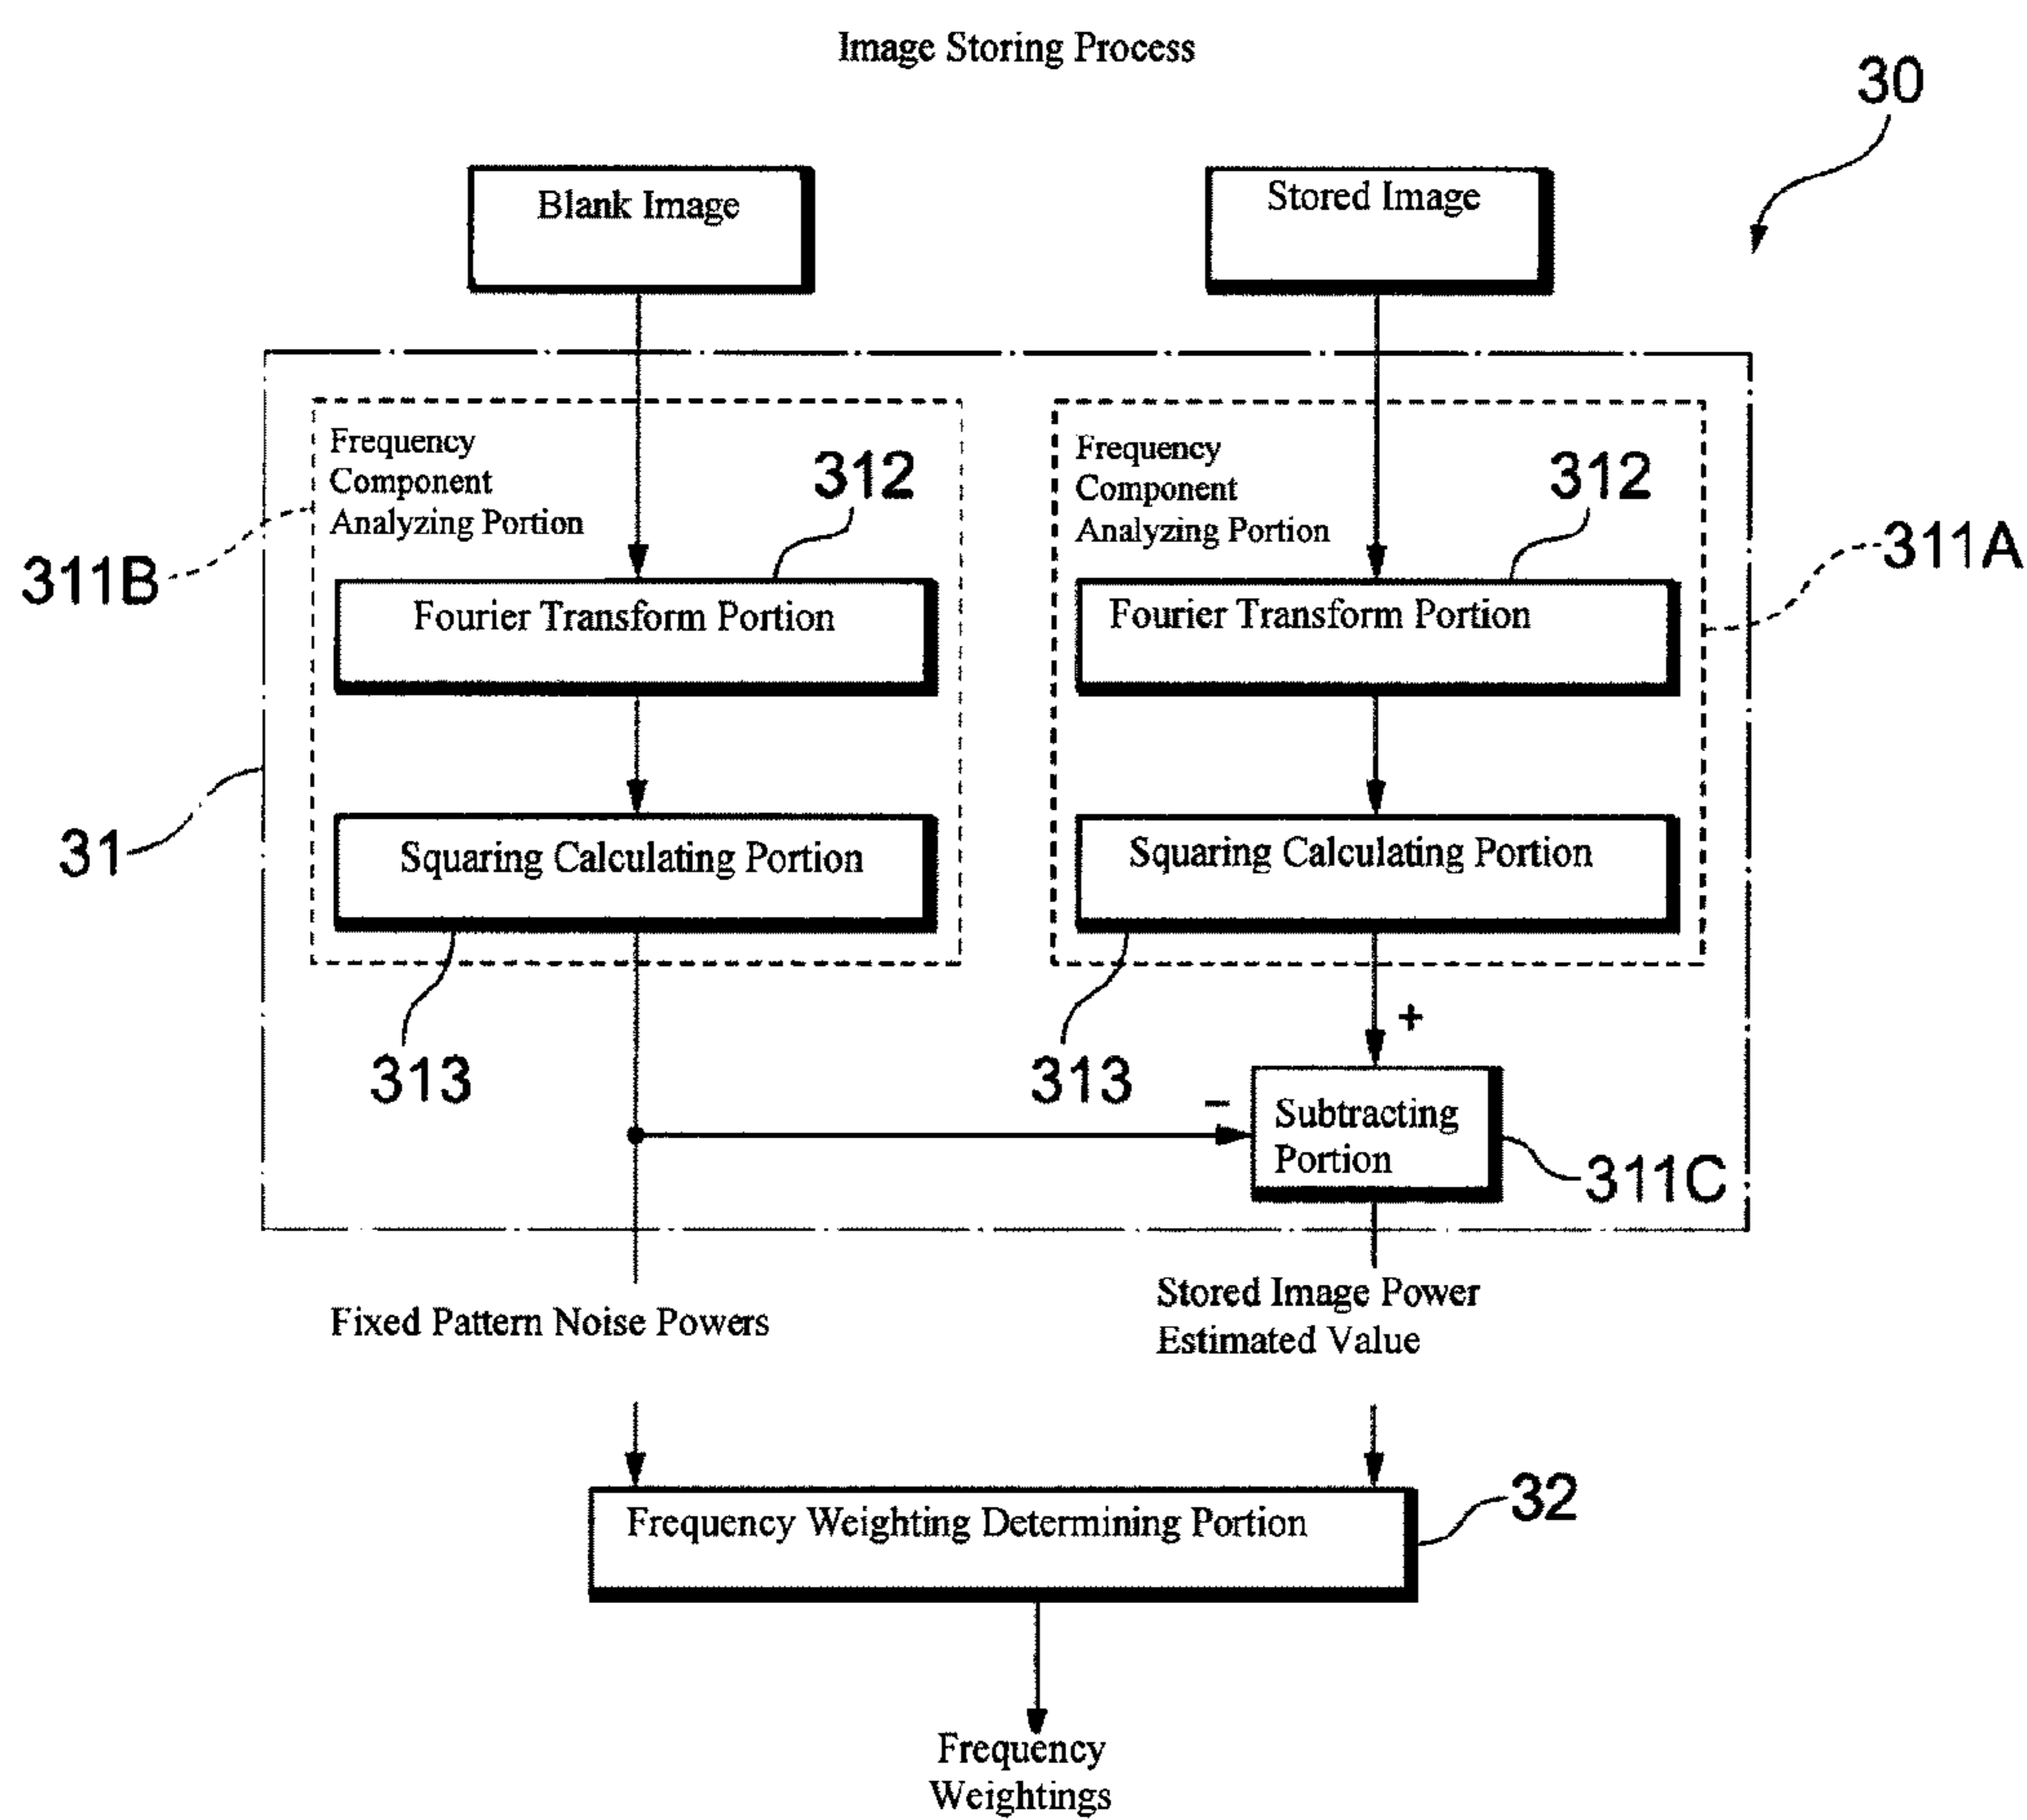 Image Storing Process
30
Blank Image
Stored Image
Frequency
Component
Analyzing Portion
312
Frequency
Component
Analyzing Portion
312
311B
311A
Fourier Transform Portion
Fourier Transform Portion
31
Squaring Calculating Portion
Squaring Calculating Portion
313
313
+
−
Subtracting
Portion
311C
Fixed Pattern Noise Powers
Stored Image Power
Estimated Value
Frequency Weighting Determining Portion
32
Frequency
Weightings